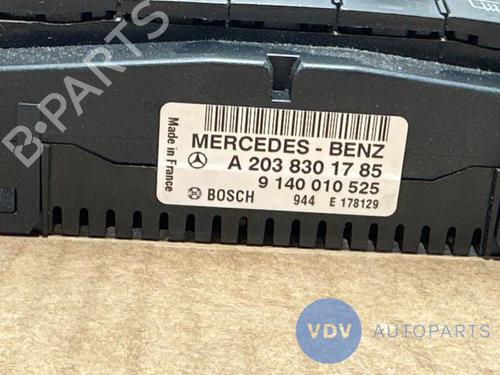 B-PARTS
Made in France
MERCEDES - BENZ
A 203 830 17 85
9 140 010 525
BOSCH 944 E 178129
VDV AUTOPARTS